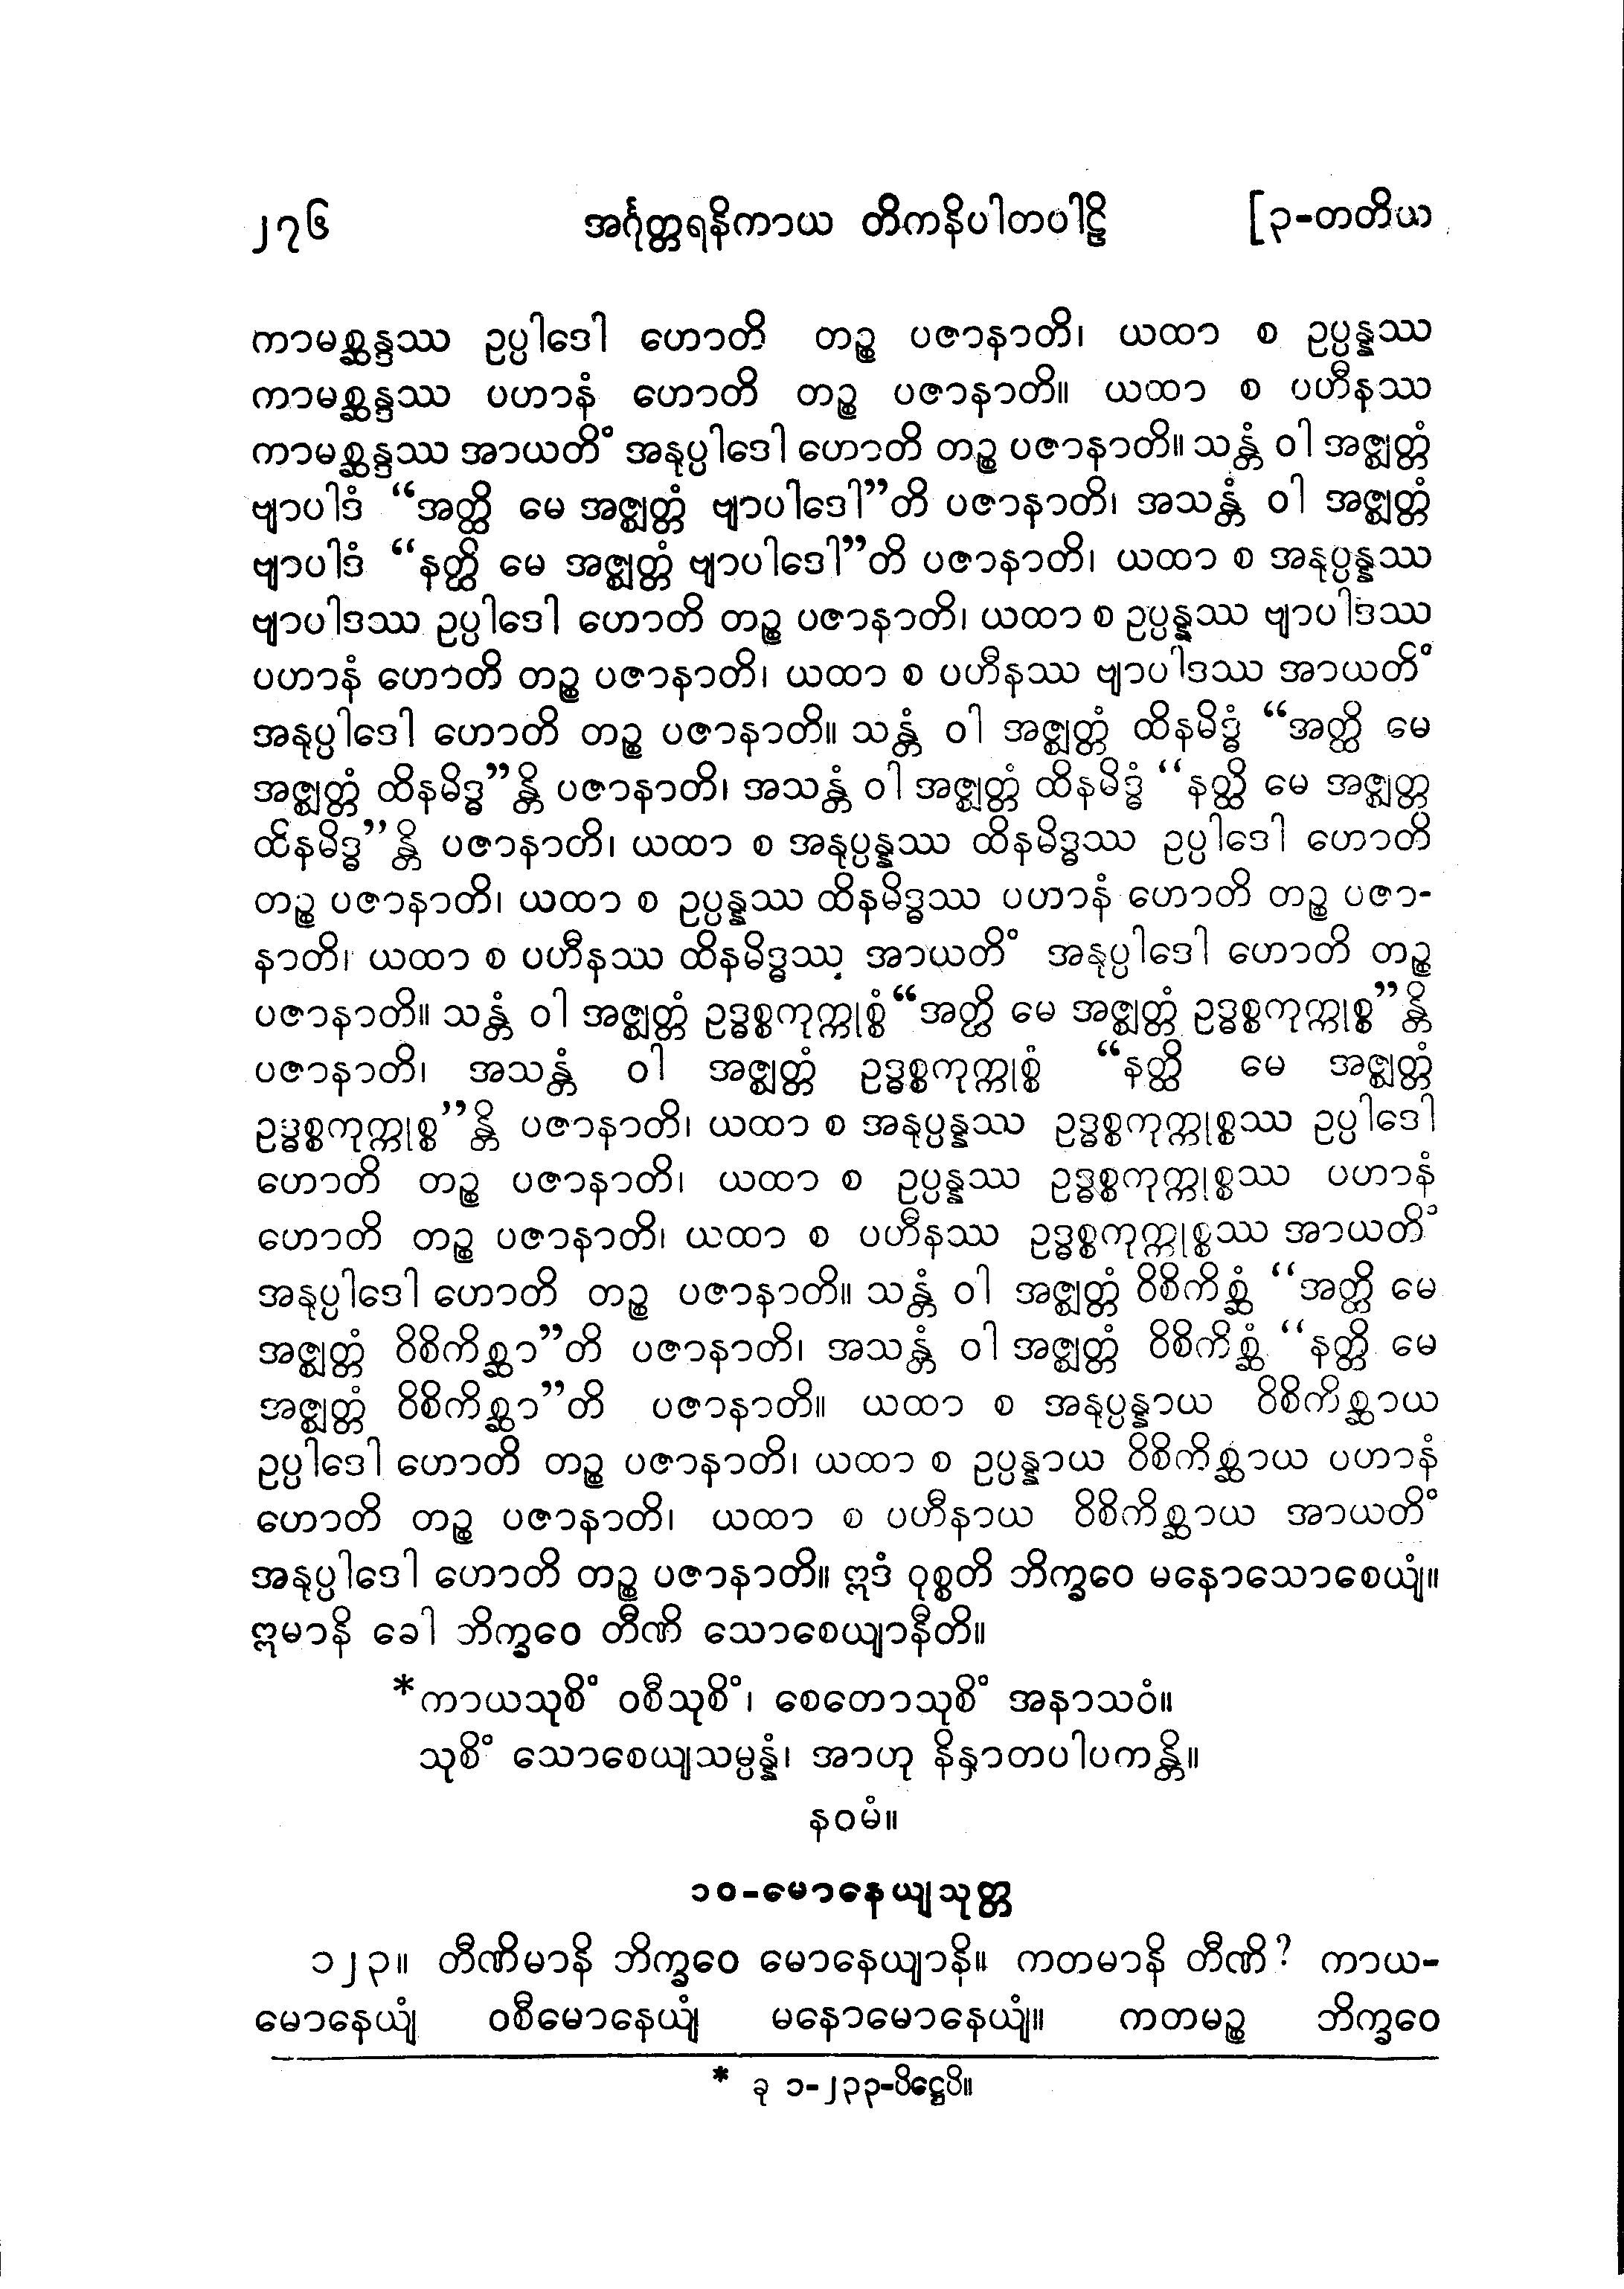 ၂၇၆ အင်္ဂုတ္တရနိကာယ တိကနိပါတပါဠိ [၃-တတိယ
ကာမစ္ဆန္ဒဿ ဥပ္ပါဒေါ ဟောတိ တဉ္စ ပဇာနာတိ၊ ယထာ စ ဥပ္ပန္နဿ
ကာမစ္ဆန္ဒဿ ပဟာနံ ဟောတိ တဉ္စ ပဇာနာတိ။ ယထာ စ ပဟီနဿ
ကာမစ္ဆန္ဒဿ အာယတိံ အနုပ္ပါဒေါ ဟောတိ တဉ္စ ပဇာနာတိ။ သန္တံ ဝါ အဇ္ဈတ္တံ
ဗျာပါဒံ “အတ္ထိ မေ အဇ္ဈတ္တံ ဗျာပါဒေါ”တိ ပဇာနာတိ၊ အသန္တံ ဝါ အဇ္ဈတ္တံ
ဗျာပါဒံ “နတ္ထိ မေ အဇ္ဈတ္တံ ဗျာပါဒေါ”တိ ပဇာနာတိ၊ ယထာ စ အနုပ္ပန္နဿ
ဗျာပါဒဿ ဥပ္ပါဒေါ ဟောတိ တဉ္စ ပဇာနာတိ၊ ယထာ စ ဥပ္ပန္နဿ ဗျာပါဒဿ
ပဟာနံ ဟောတိ တဉ္စ ပဇာနာတိ၊ ယထာ စ ပဟီနဿ ဗျာပါဒဿ အာယတိံ
အနုပ္ပါဒေါ ဟောတိ တဉ္စ ပဇာနာတိ။ သန္တံ ဝါ အဇ္ဈတ္တံ ထိနမိဒ္ဓံ “အတ္ထိ မေ
အဇ္ဈတ္တံ ထိနမိဒ္ဓ”န္တိ ပဇာနာတိ၊ အသန္တံ ဝါ အဇ္ဈတ္တံ ထိနမိဒ္ဓံ “နတ္ထိ မေ အဇ္ဈတ္တ
ထိနမိဒ္ဓ”န္တိ ပဇာနာတိ၊ ယထာ စ အနုပ္ပန္နဿ ထိနမိဒ္ဓဿ ဥပ္ပါဒေါ ဟောတိ
တဉ္စ ပဇာနာတိ၊ ယထာ စ ဥပ္ပန္နဿ ထိနမိဒ္ဓဿ ပဟာနံ ဟောတိ တဉ္စ ပဇာ-
နာတိ၊ ယထာ စ ပဟီနဿ ထိနမိဒ္ဓဿ အာယတိံ အနုပ္ပါဒေါ ဟောတိ တဉ္စ
ပဇာနာတိ။ သန္တံ ဝါ အဇ္ဈတ္တံ ဥဒ္ဓစ္စကုက္ကုစ္စံ“အတ္ထိ မေ အဇ္ဈတ္တံ ဥဒ္ဓစ္စကုက္ကုစ္စ”န္တိ
ပဇာနာတိ၊ အသန္တံ ဝါ အဇ္ဈတ္တံ ဥဒ္ဓစ္စကုက္ကုစ္စံ “နတ္ထိ မေ အဇ္ဈတ္တံ
ဥဒ္ဓစ္စကုက္ကုစ္စ”န္တိ ပဇာနာတိ၊ ယထာ စ အနုပ္ပန္နဿ ဥဒ္ဓစ္စကုက္ကုစ္စဿ ဥပ္ပါဒေါ
ဟောတိ တဉ္စ ပဇာနာတိ၊ ယထာ စ ဥပ္ပန္နဿ ဥဒ္ဓစ္စကုက္ကုစ္စဿ ပဟာနံ
ဟောတိ တဉ္စ ပဇာနာတိ၊ ယထာ စ ပဟီနဿ ဥဒ္ဓစ္စကုက္ကုစ္စဿ အာယတိံ
အနုပ္ပါဒေါ ဟောတိ တဉ္စ ပဇာနာတိ။ သန္တံ ဝါ အဇ္ဈတ္တံ ဝိစိကိစ္ဆံ “အတ္ထိ မေ
အဇ္ဈတ္တံ ဝိစိကိစ္ဆာ”တိ ပဇာနာတိ၊ အသန္တံ ဝါ အဇ္ဈတ္တံ ဝိစိကိစ္ဆံ “နတ္ထိ မေ
အဇ္ဈတ္တံ ဝိစိကိစ္ဆာ”တိ ပဇာနာတိ။ ယထာ စ အနုပ္ပန္နာယ ဝိစိကိစ္ဆာယ
ဥပ္ပါဒေါ ဟောတိ တဉ္စ ပဇာနာတိ၊ ယထာ စ ဥပ္ပန္နာယ ဝိစိကိစ္ဆာယ ပဟာနံ
ဟောတိ တဉ္စ ပဇာနာတိ၊ ယထာ စ ပဟီနာယ ဝိစိကိစ္ဆာယ အာယတိံ
အနုပ္ပါဒေါ ဟောတိ တဉ္စ ပဇာနာတိ။ ဣဒံ ဝုစ္စတိ ဘိက္ခဝေ မနောသောစေယျံ။
ဣမာနိ ခေါ ဘိက္ခဝေ တီဏိ သောစေယျာနီတိ။
*ကာယသုစိံ ဝစီသုစိံ၊ စေတောသုစိံ အနာသဝံ။
သုစိံ သောစေယျသမ္ပန္နံ၊ အာဟု နိန္ှာတပါပကန္တိ။
နဝမံ။
၁၀-မောနေယျသုတ္တ
၁၂၃။ တီဏိမာနိ ဘိက္ခဝေ မောနေယျာနိ။ ကတမာနိ တီဏိ? ကာယ-
မောနေယျံ ဝစီမောနေယျံ မနောမောနေယျံ။ ကတမဉ္စ ဘိက္ခဝေ
* ခု ၁-၂၃၃-ပိဋ္ဌေပိ။